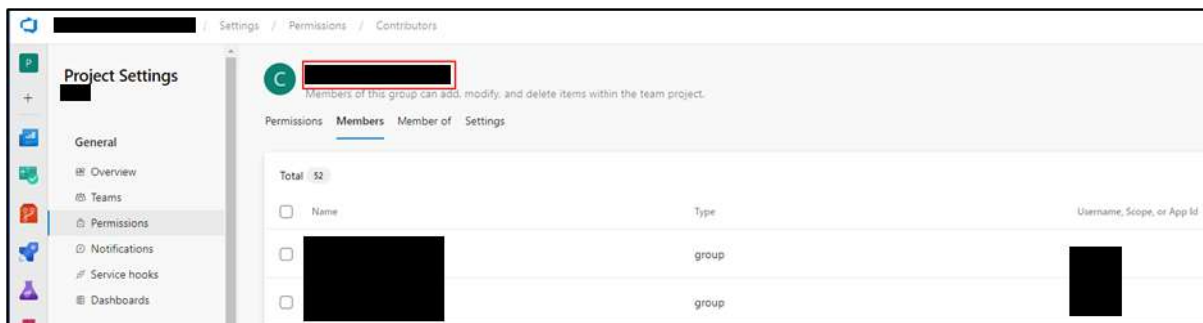 / Settings / Permissions / Contributors
P
Project Settings
C
Members of this group can add, modify, and delete items within the team project.
Permissions Members Member of Settings
General
Overview
Total 52
Teams
Name Type Username, Scope, or App Id
Permissions
Notifications
group
Service hooks
Dashboards
group